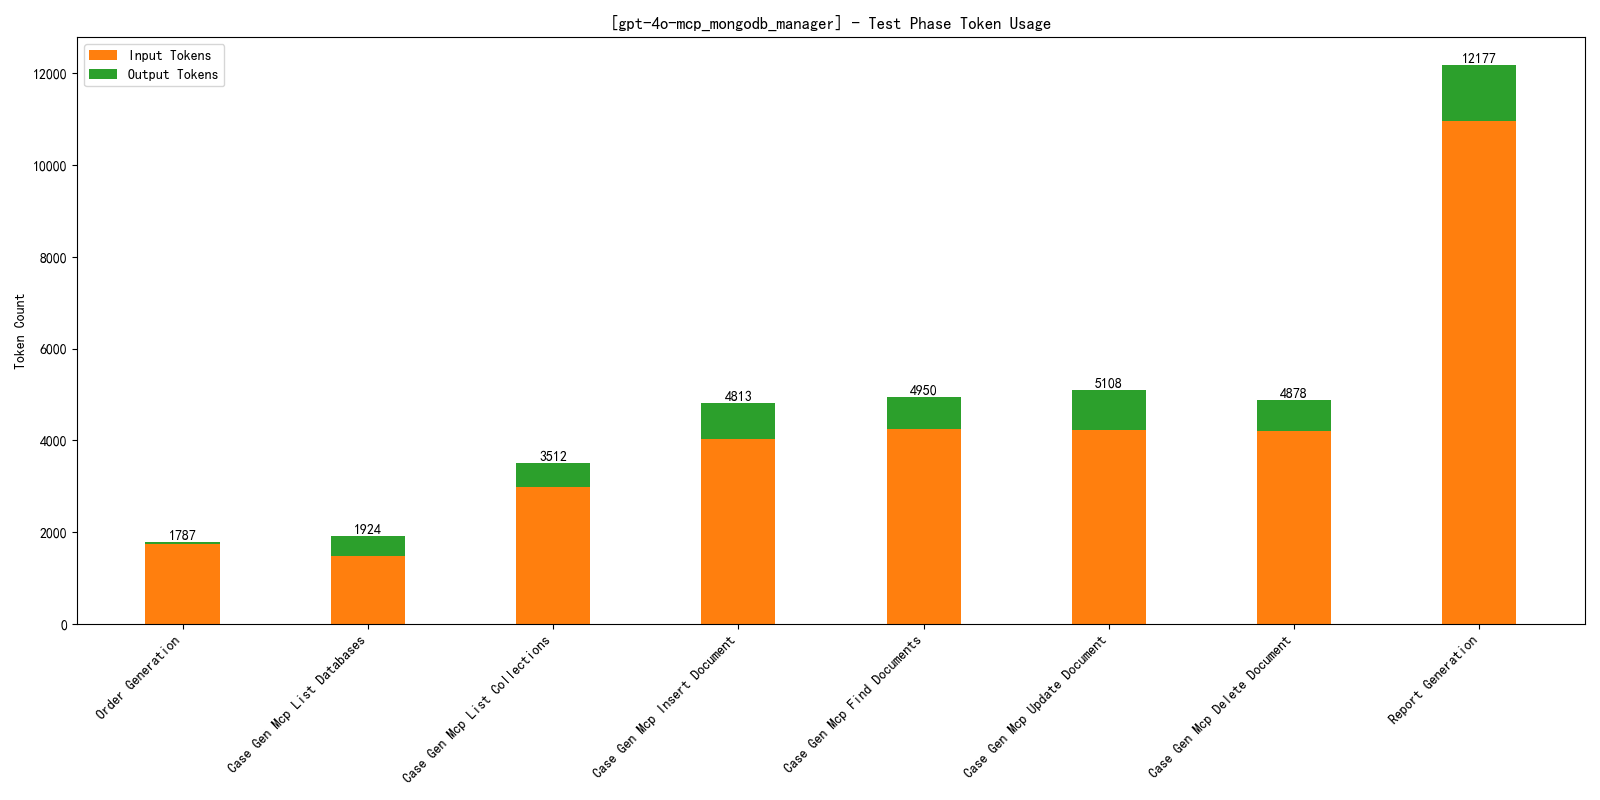 [gpt-4o-mcp_mongodb_manager] - Test Phase Token Usage
Input Tokens
Output Tokens
Token Count
12000
10000
8000
6000
4000
2000
0
1787
1924
3512
4813
4950
5108
4878
12177
Order Generation
Case Gen Mcp List Databases
Case Gen Mcp List Collections
Case Gen Mcp Insert Document
Case Gen Mcp Find Documents
Case Gen Mcp Update Document
Case Gen Mcp Delete Document
Report Generation